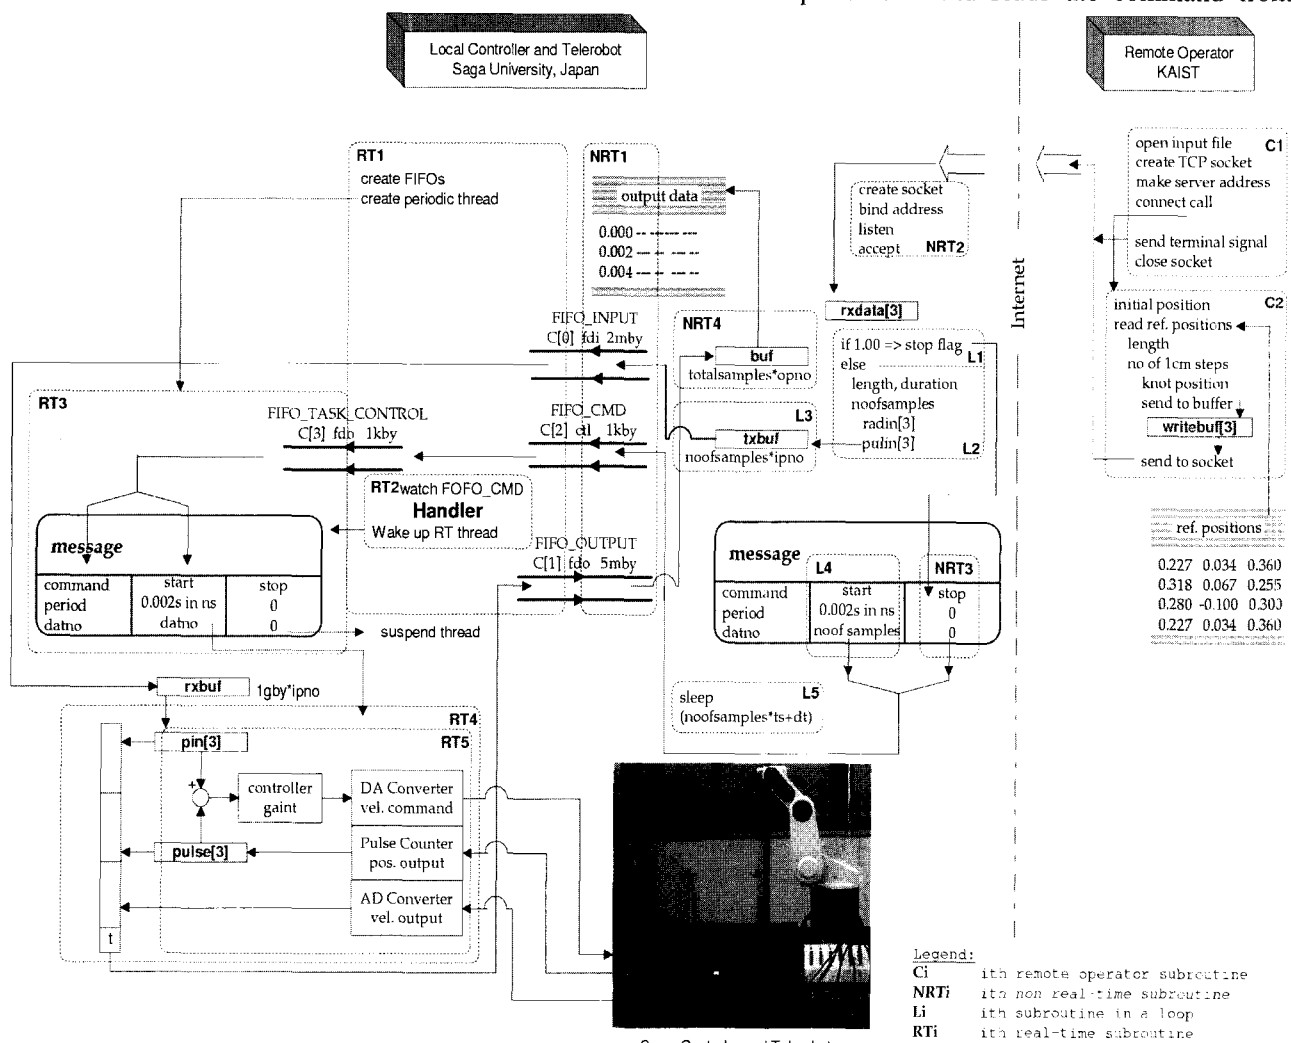 Local Controller and Telerobot
Saga University, Japan
Remote Operator
KAIST
RT1
create FIFOs
create periodic thread
NRT1
output data
0.000
0.002
0.004
create socket
bind address
listen
accept
NRT2
Internet
open input file
C1
create TCP socket
make server address
connect call
send terminal signal
close socket
initial position
C2
read ref. positions
length
no of 1cm steps
knot position
send to buffer
writebuf[3]
send to socket
rxdata[3]
FIFO_INPUT
C[0] fdi 2mby
NRT4
buf
totalsamples*opno
if 1.00 => stop flag
L1
else
length, duration
noofsamples
radin[3]
pulin[3]
L2
RT3
FIFO_TASK_CONTROL
C[3] fdo 1kby
FIFO_CMD
C[2] ctl 1kby
L3
txbuf
noofsamples*ipno
RT2 watch FOFO_CMD
Handler
Wake up RT thread
FIFO_OUTPUT
C[1] fdo 5mby
message
command start stop
period 0.002s in ns 0
datno datno 0
suspend thread
message
L4
NRT3
command start stop
period 0.002s in ns 0
datno noof samples 0
ref. positions
0.227 0.034 0.360
0.318 0.067 0.255
0.280 -0.100 0.300
0.227 0.034 0.360
rxbuf
1gby*ipno
sleep
L5
(noofsamples*ts+dt)
RT4
RT5
pin[3]
+
-
controller
gaint
DA Converter
vel. command
pulse[3]
Pulse Counter
pos. output
AD Converter
vel. output
t
Legend:
Ci ith remote operator subroutine
NRTi ith non real-time subroutine
Li ith subroutine in a loop
RTi ith real-time subroutine